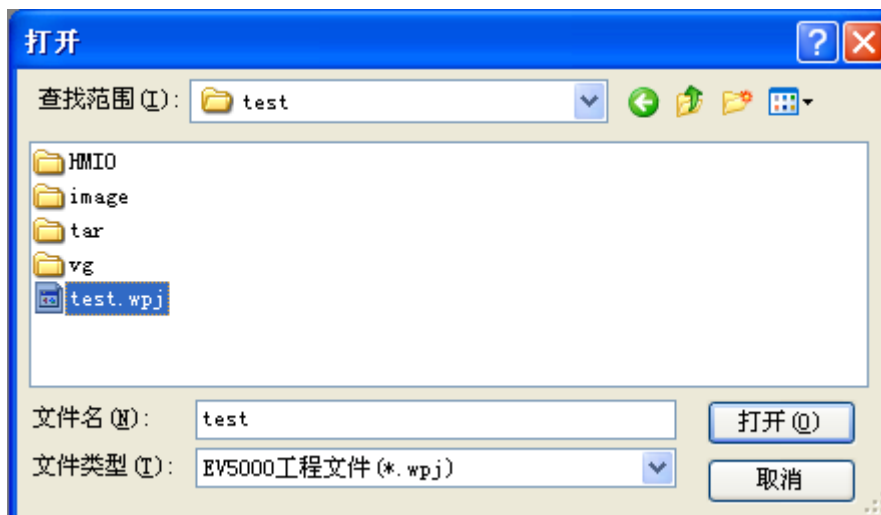 打开
查找范围(I): test
HMIO
image
tar
vg
test.wpj
文件名(N): test 打开(O)
文件类型(T): EV5000工程文件(*.wpj) 取消